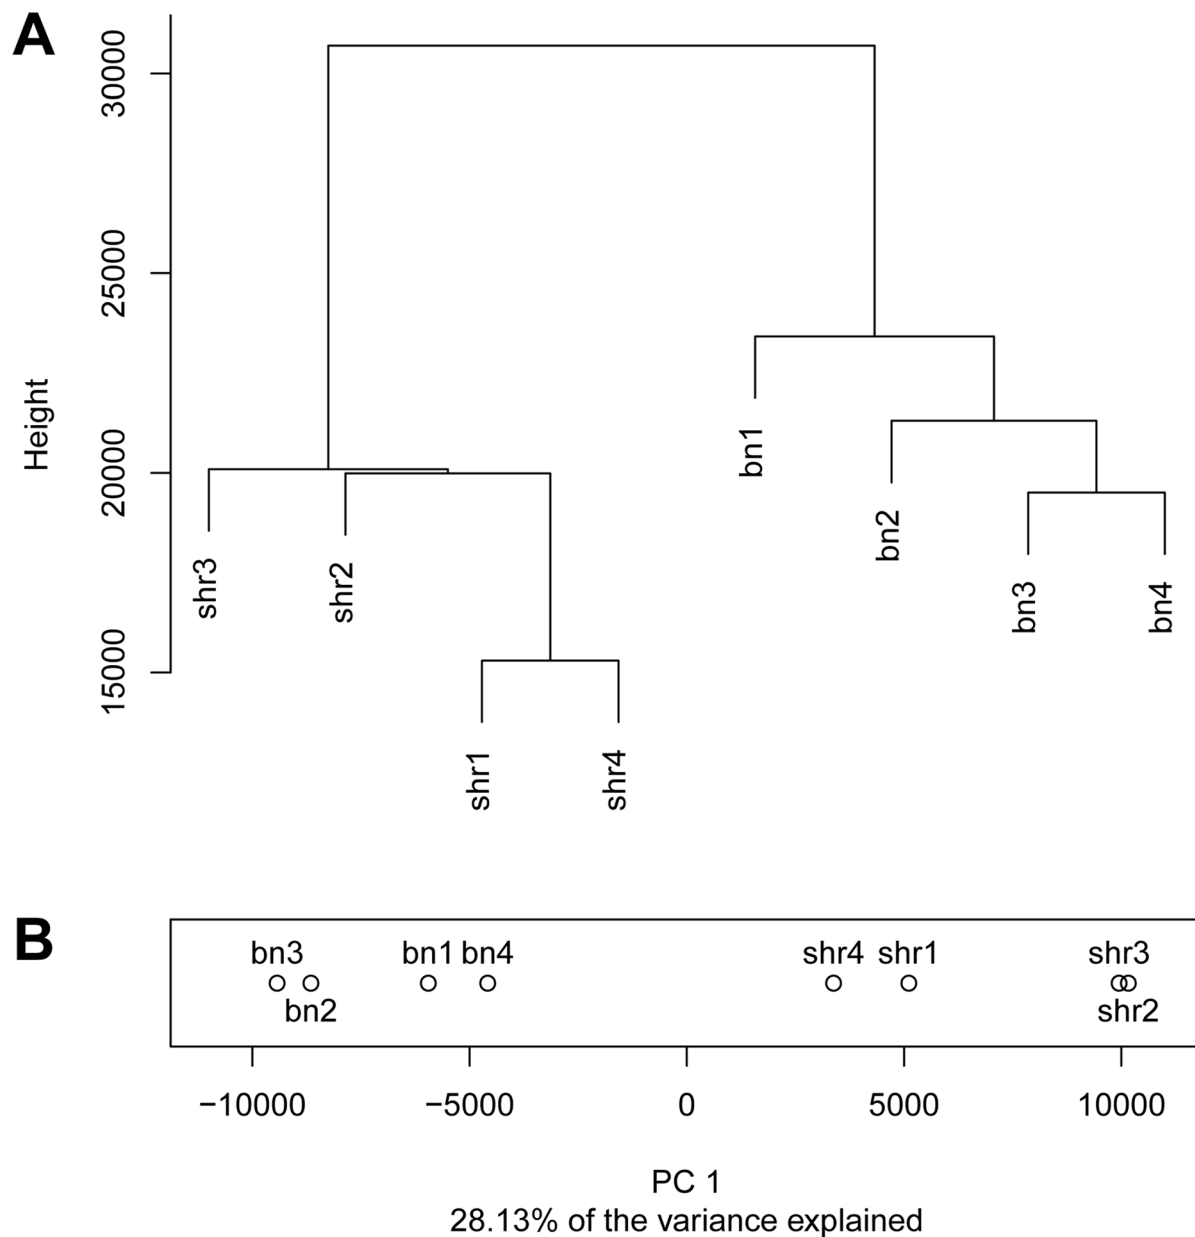 A
30000
25000
20000
15000
Height
bn1
bn2
shr3
shr2
bn3
bn4
shr1
shr4
B
bn3 bn1 bn4 shr4 shr1 shr3
bn2 shr2
−10000 −5000 0 5000 10000
PC 1
28.13% of the variance explained